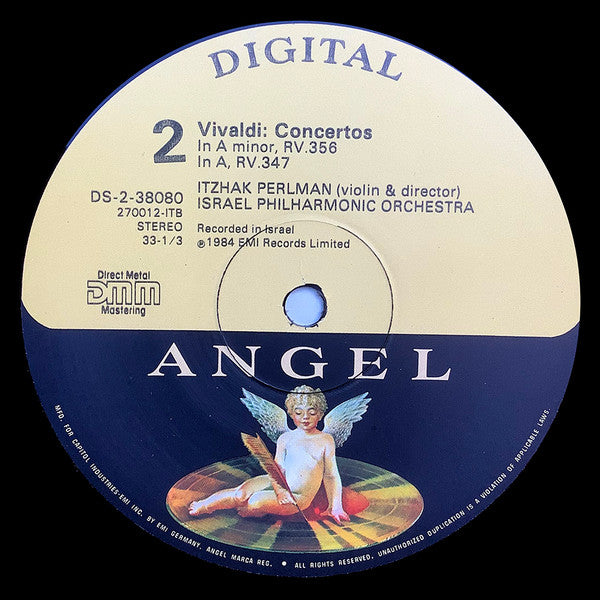 DIGITAL
2
Vivaldi: Concertos
In A minor, RV.356
In A, RV.347
ITZHAK PERLMAN (violin & director)
ISRAEL PHILHARMONIC ORCHESTRA
DS-2-38080
270012-ITB
STEREO
33-1/3
Recorded in Israel
℗1984 EMI Records Limited
Direct Metal
DMM
Mastering
ANGEL
MFD. FOR CAPITOL INDUSTRIES-EMI INC. BY EMI GERMANY. ANGEL MARCA REG. • ALL RIGHTS RESERVED. UNAUTHORIZED DUPLICATION IS A VIOLATION OF APPLICABLE LAWS.